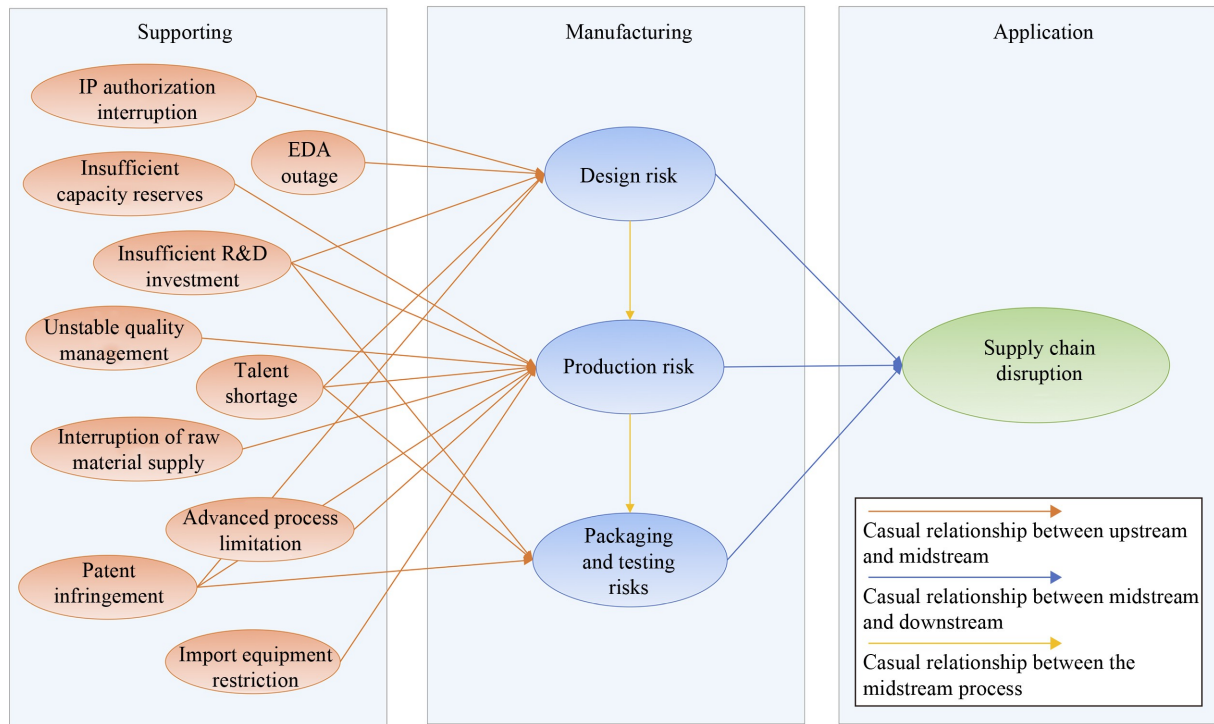 Supporting
Manufacturing
Application
IP authorization
interruption
EDA
outage
Insufficient
capacity reserves
Insufficient R&D
investment
Unstable quality
management
Talent
shortage
Interruption of raw
material supply
Advanced process
limitation
Patent
infringement
Import equipment
restriction
Design risk
Production risk
Packaging
and testing
risks
Supply chain
disruption
Casual relationship between upstream
and midstream
Casual relationship between midstream
and downstream
Casual relationship between the
midstream process